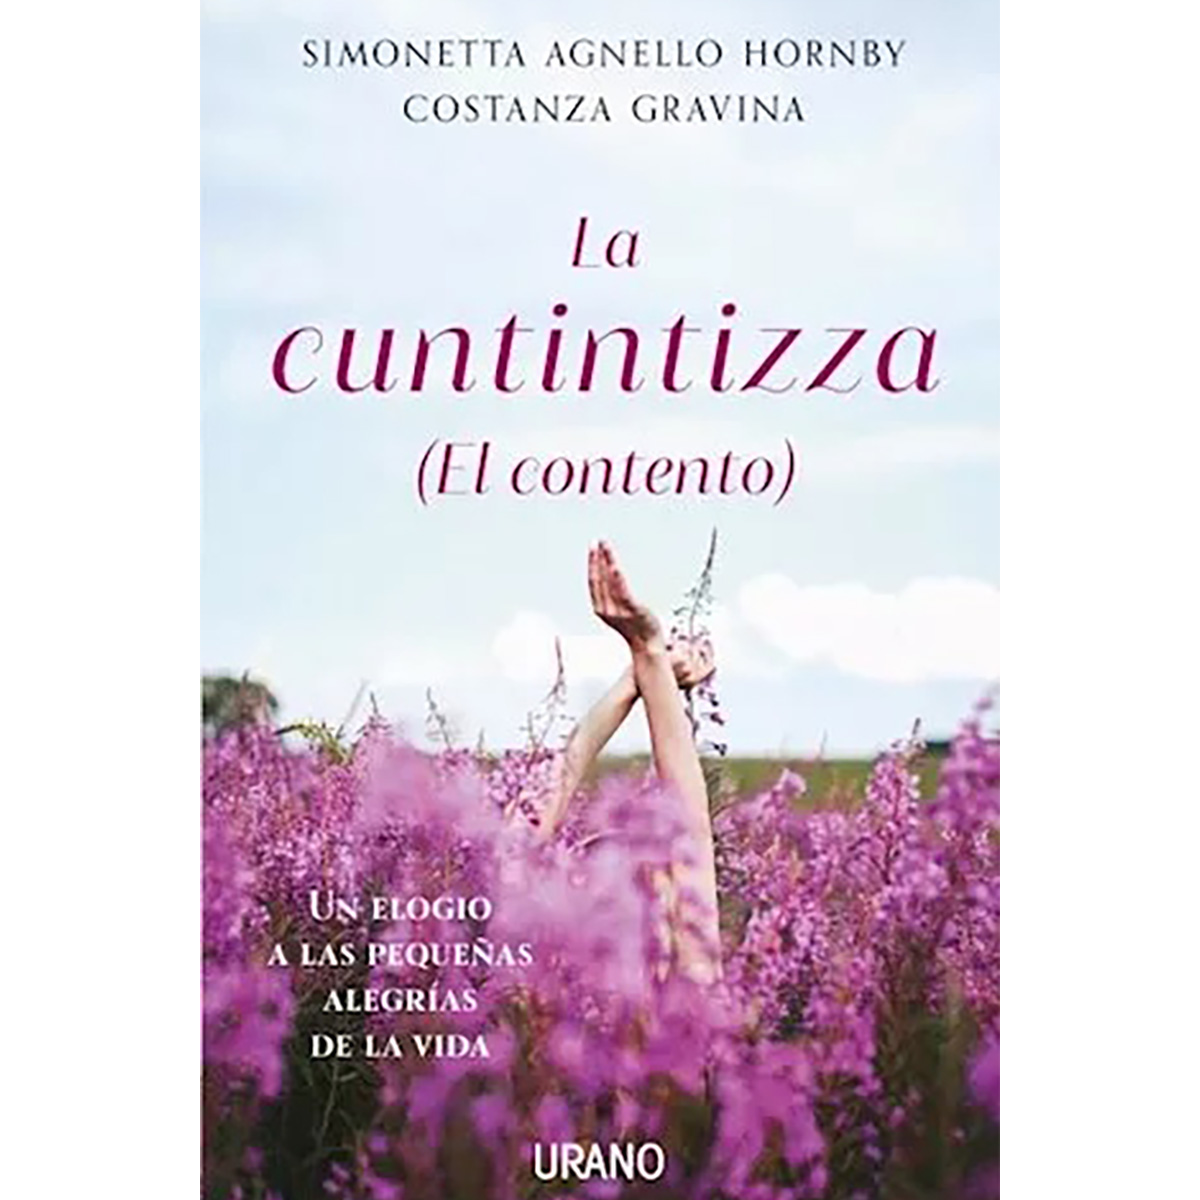 SIMONETTA AGNELLO HORNBY
COSTANZA GRAVINA
La
cuntintizza
(El contento)
UN ELOGIO
A LAS PEQUEÑAS
ALEGRÍAS
DE LA VIDA
URANO